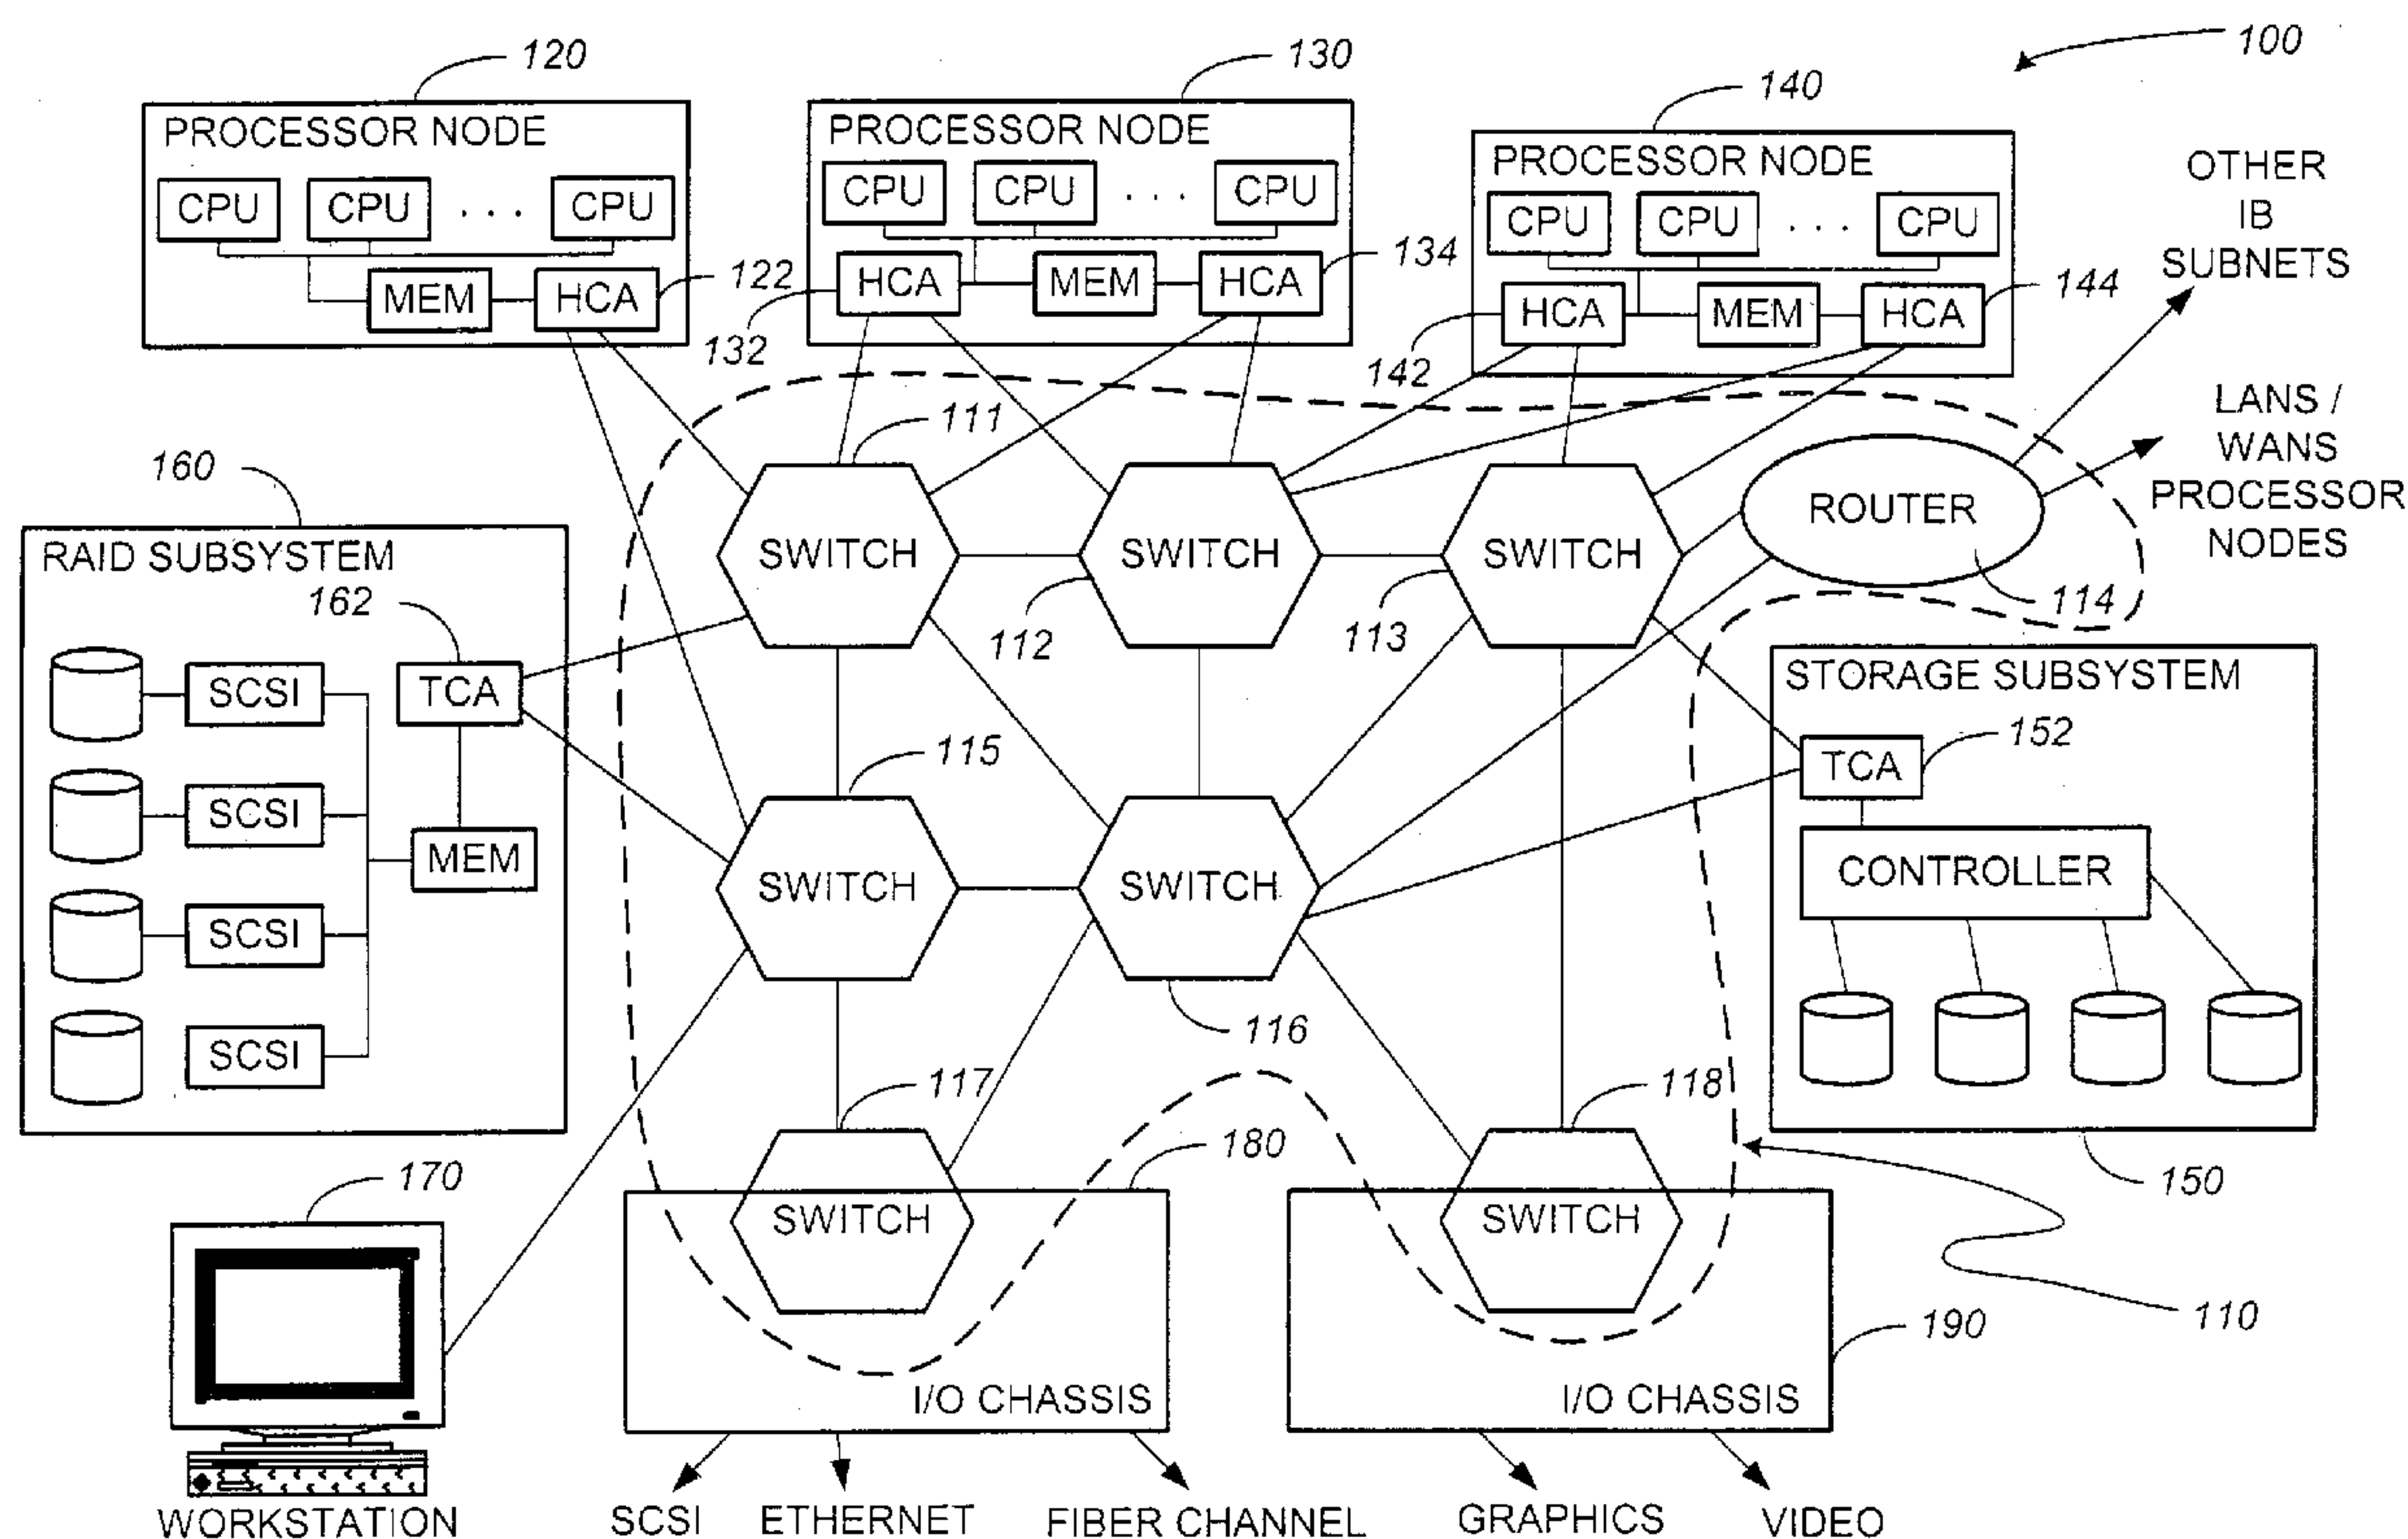 100
120
PROCESSOR NODE
CPU
CPU
. . .
CPU
MEM
HCA
122
130
PROCESSOR NODE
CPU
CPU
. . .
CPU
HCA
MEM
HCA
134
132
140
PROCESSOR NODE
CPU
CPU
. . .
CPU
HCA
MEM
HCA
144
142
OTHER
IB
SUBNETS
LANS /
WANS
PROCESSOR
NODES
111
SWITCH
112
SWITCH
113
SWITCH
ROUTER
114
160
RAID SUBSYSTEM
162
TCA
SCSI
SCSI
SCSI
SCSI
MEM
115
SWITCH
SWITCH
116
STORAGE SUBSYSTEM
152
TCA
CONTROLLER
150
117
SWITCH
180
I/O CHASSIS
118
SWITCH
190
I/O CHASSIS
110
170
WORKSTATION
SCSI
ETHERNET
FIBER CHANNEL
GRAPHICS
VIDEO